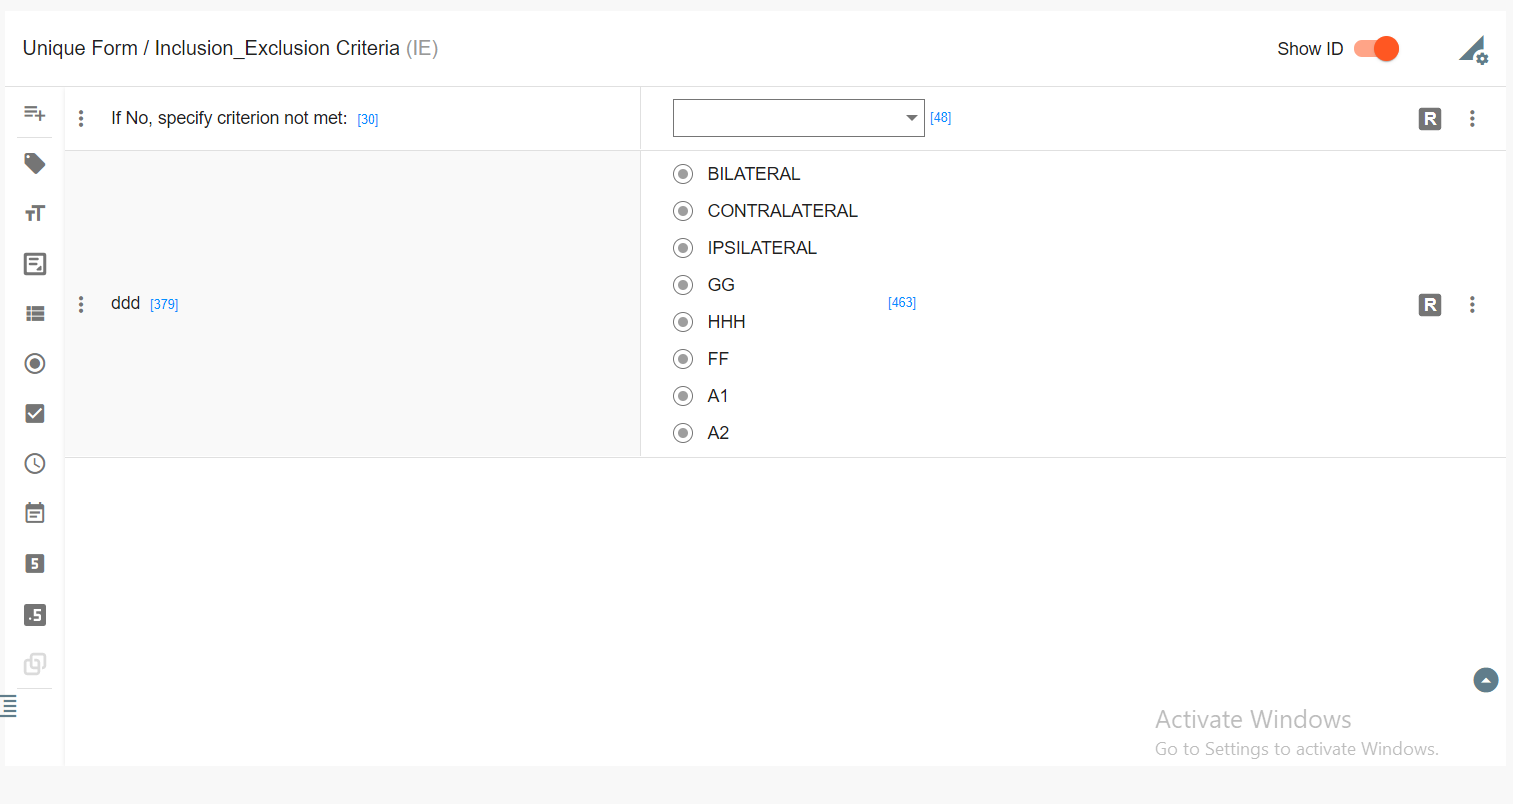 Unique Form / Inclusion_Exclusion Criteria (IE)
Show ID
If No, specify criterion not met: [30]
[48]
R
ddd [379]
BILATERAL
CONTRALATERAL
IPSILATERAL
GG
HHH
FF
A1
A2
[463]
R
TT
5
.5
Activate Windows
Go to Settings to activate Windows.